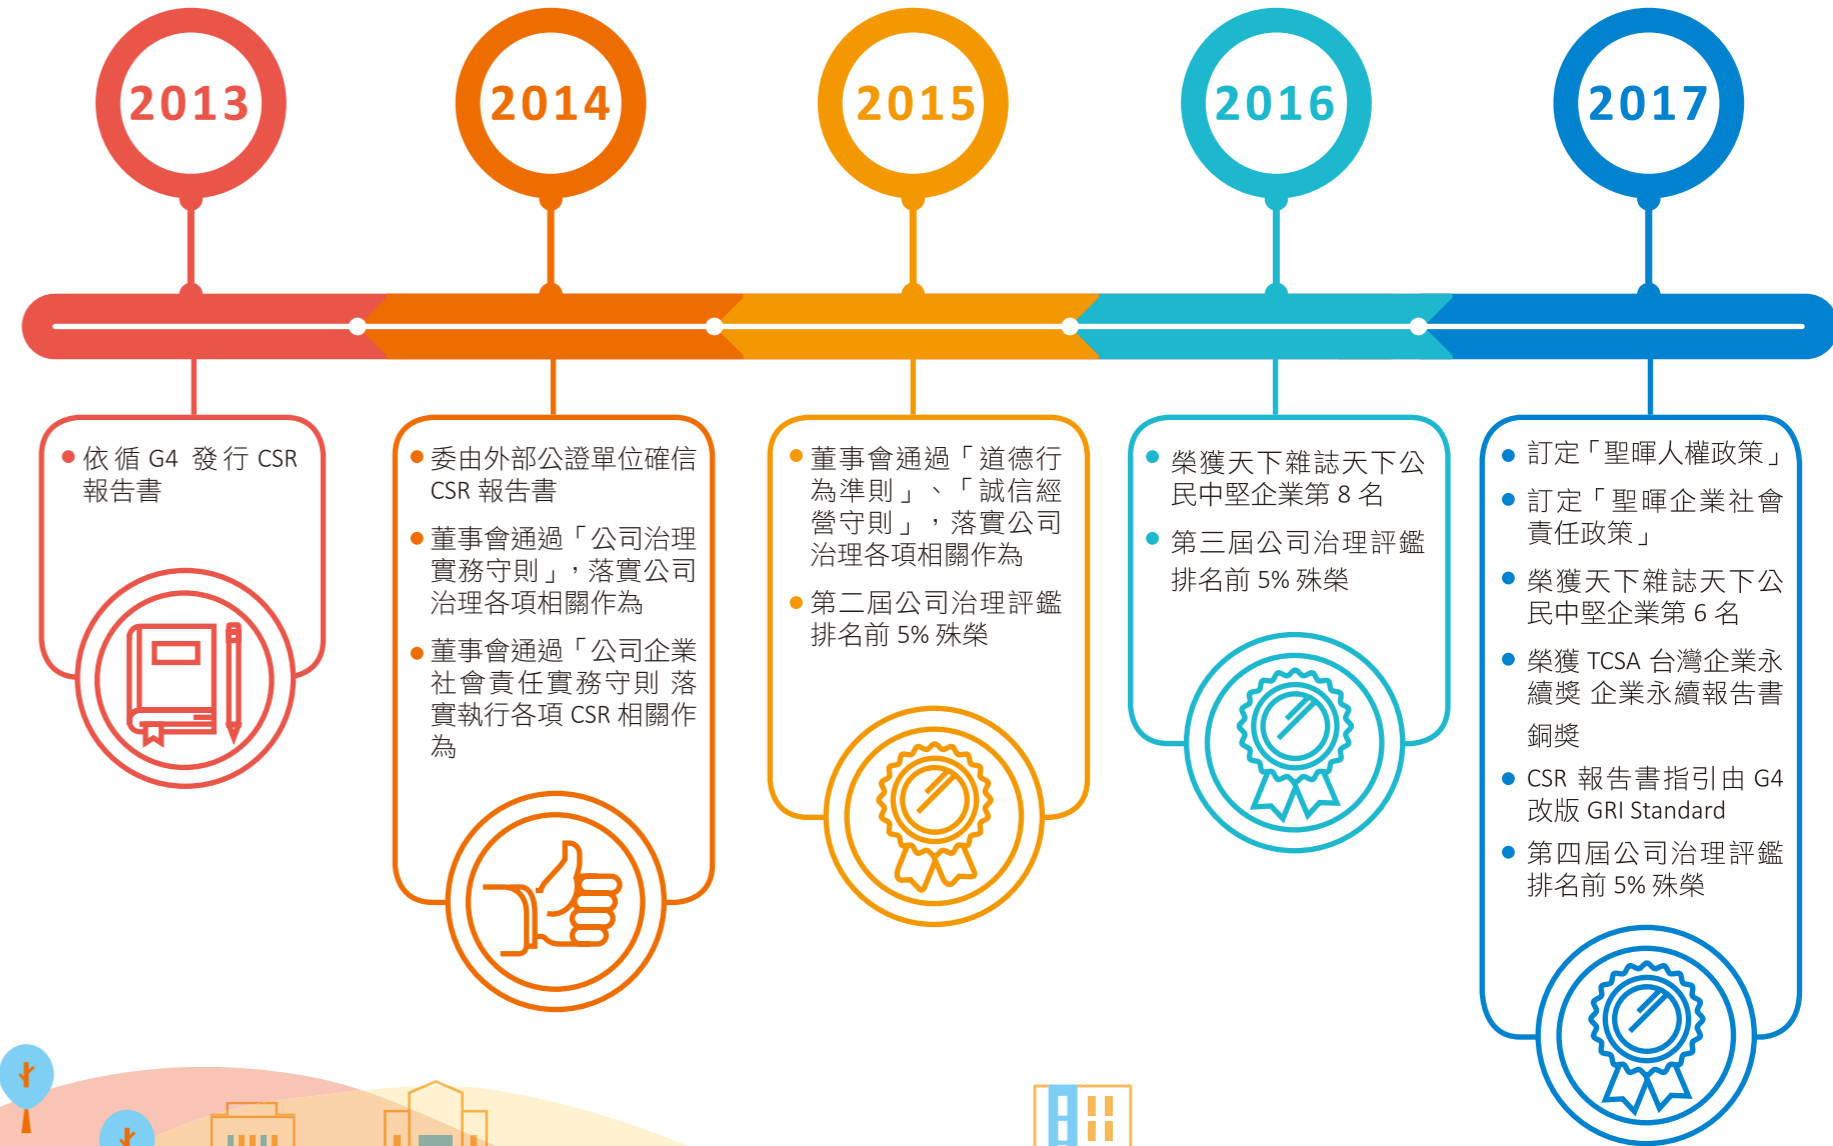 2013
2014
2015
2016
2017
依循 G4 發行 CSR
報告書
委由外部公證單位確信
CSR 報告書
董事會通過「公司治理
實務守則」，落實公司
治理各項相關作為
董事會通過「公司企業
社會責任實務守則 落
實執行各項 CSR 相關作
為
董事會通過「道德行
為準則」、「誠信經
營守則」，落實公司
治理各項相關作為
第二屆公司治理評鑑
排名前 5% 殊榮
榮獲天下雜誌天下公
民中堅企業第 8 名
第三屆公司治理評鑑
排名前 5% 殊榮
訂定「聖暉人權政策」
訂定「聖暉企業社會
責任政策」
榮獲天下雜誌天下公
民中堅企業第 6 名
榮獲 TCSA 台灣企業永
續獎 企業永續報告書
銅獎
CSR 報告書指引由 G4
改版 GRI Standard
第四屆公司治理評鑑
排名前 5% 殊榮